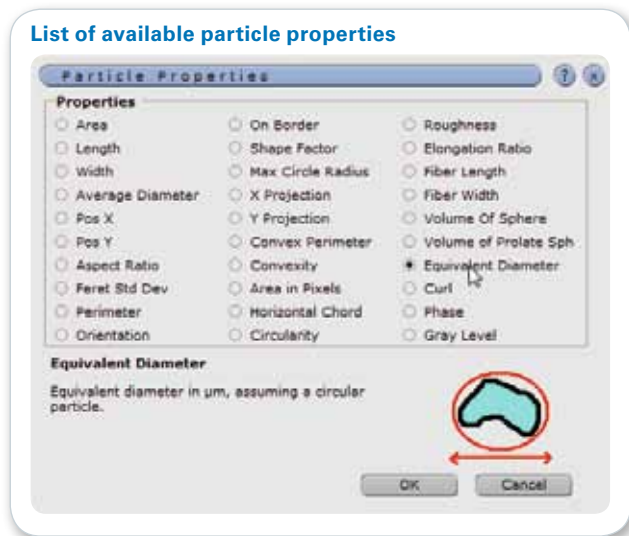 List of available particle properties
Particle Properties ? x
Properties
Area
Length
Width
Average Diameter
Pos X
Pos Y
Aspect Ratio
Feret Std Dev
Perimeter
Orientation
On Border
Shape Factor
Max Circle Radius
X Projection
Y Projection
Convex Perimeter
Convexity
Area in Pixels
Horizontal Chord
Circularity
Roughness
Elongation Ratio
Fiber Length
Fiber Width
Volume Of Sphere
Volume of Prolate Sph
Equivalent Diameter
Curl
Phase
Gray Level
Equivalent Diameter
Equivalent diameter in µm, assuming a circular
particle.
OK Cancel